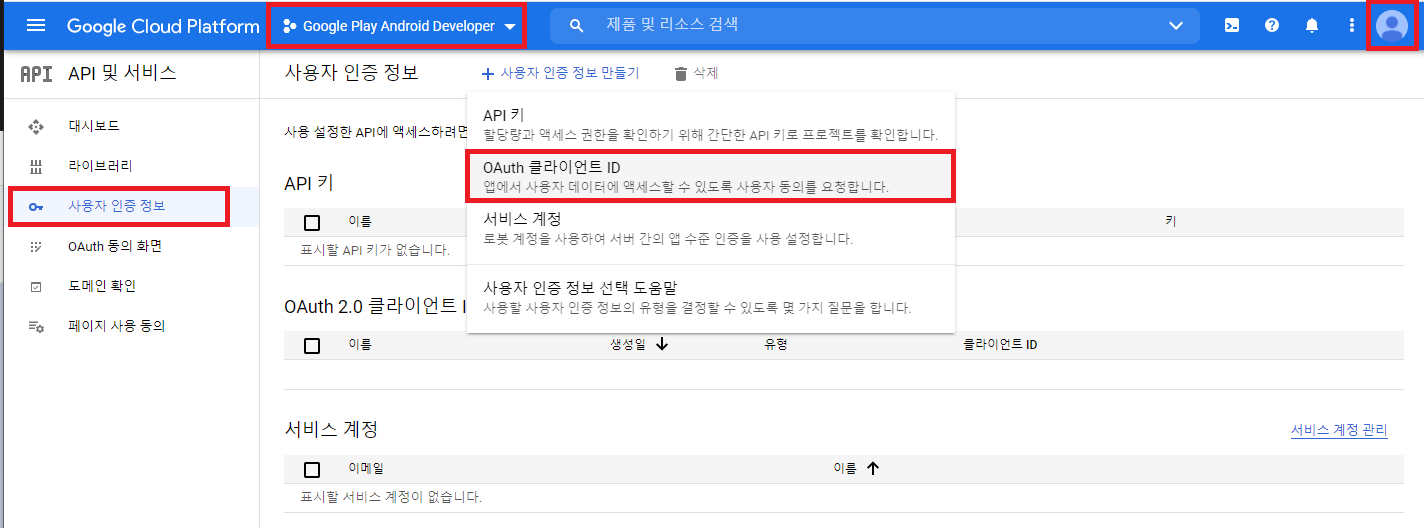 Google Cloud Platform
Google Play Android Developer
제품 및 리소스 검색
API API 및 서비스
대시보드
라이브러리
사용자 인증 정보
OAuth 동의 화면
도메인 확인
페이지 사용 동의
사용자 인증 정보
사용자 인증 정보 만들기
삭제
사용 설정한 API에 액세스하려면
API 키
할당량과 액세스 권한을 확인하기 위해 간단한 API 키로 프로젝트를 확인합니다.
OAuth 클라이언트 ID
앱에서 사용자 데이터에 액세스할 수 있도록 사용자 동의를 요청합니다.
서비스 계정
로봇 계정을 사용하여 서버 간의 앱 수준 인증을 사용 설정합니다.
사용자 인증 정보 선택 도움말
사용할 사용자 인증 정보의 유형을 결정할 수 있도록 몇 가지 질문을 합니다.
API 키
이름 키
표시할 API 키가 없습니다.
OAuth 2.0 클라이언트
이름 생성일 유형 클라이언트 ID
서비스 계정
서비스 계정 관리
이메일 이름
표시할 서비스 계정이 없습니다.